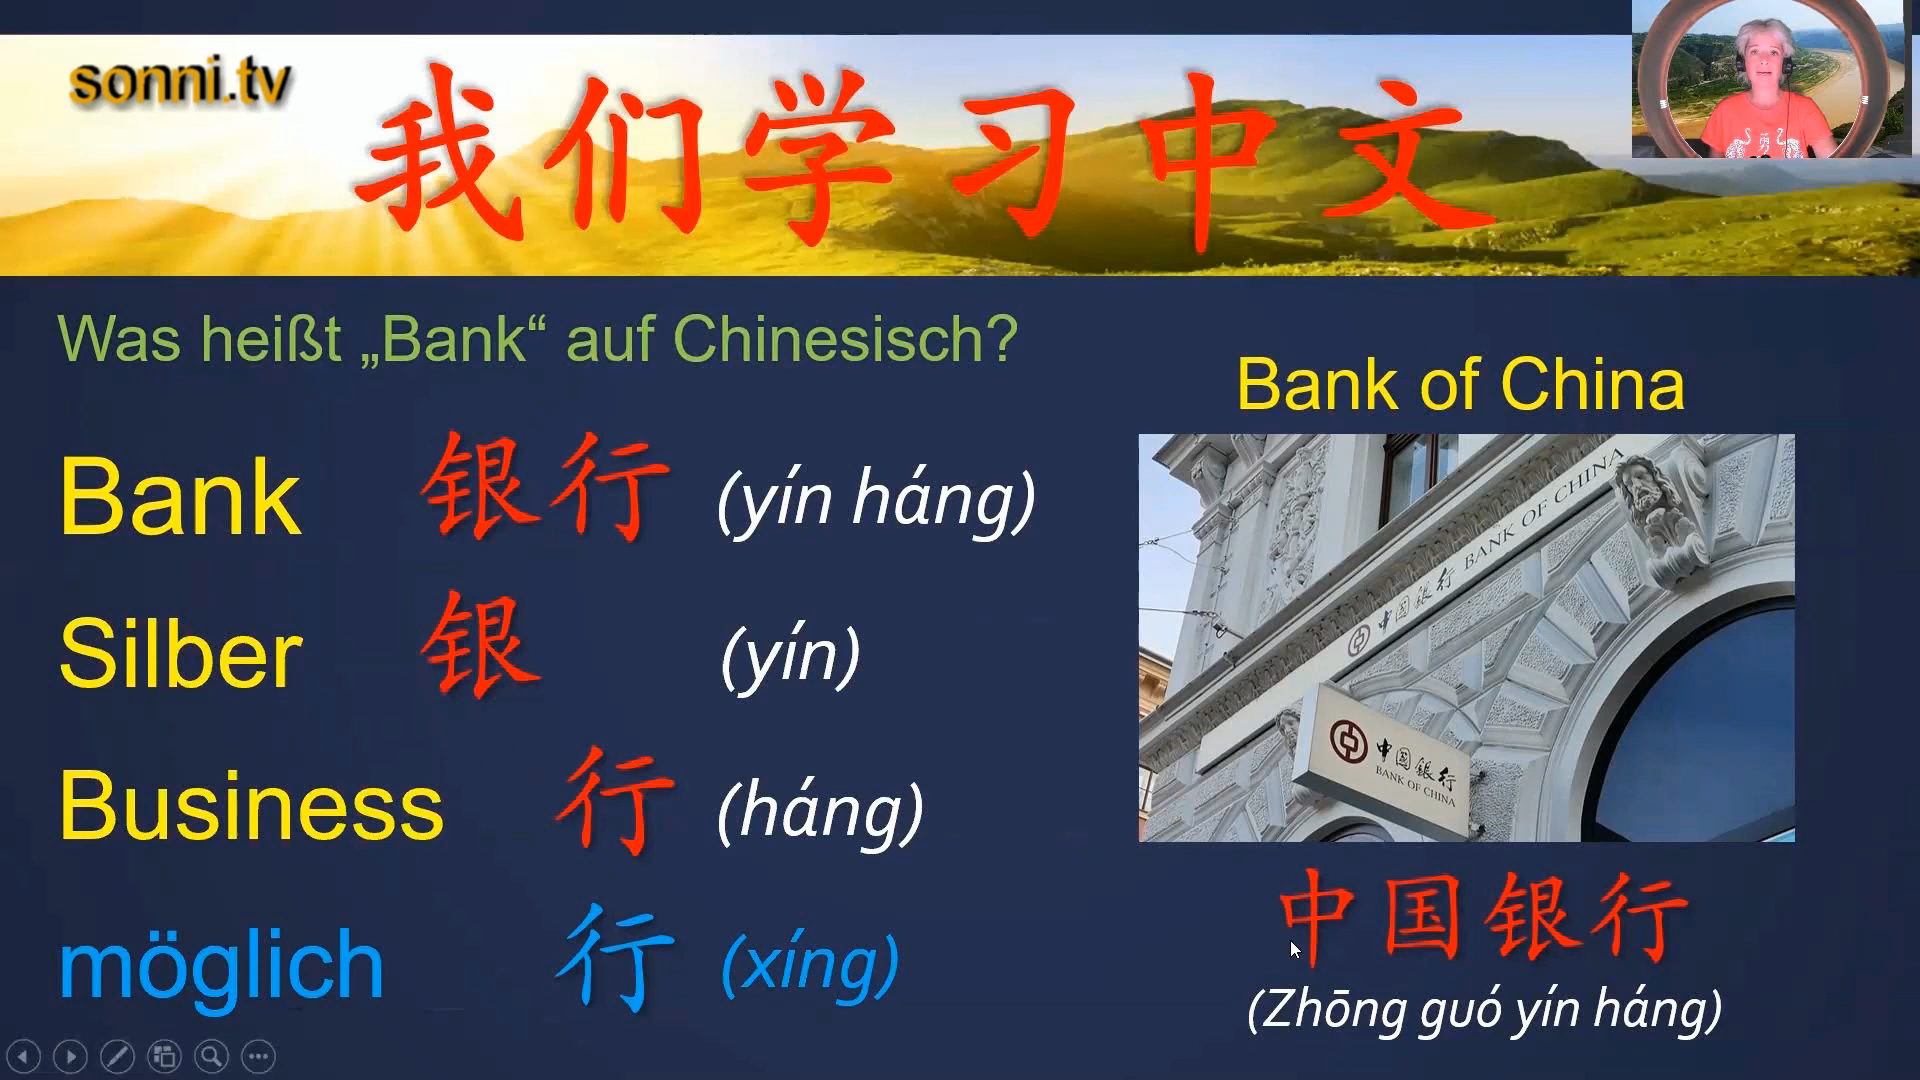 sonni.tv
我们学习中文
Was heißt „Bank“ auf Chinesisch?
Bank 银行 (yín háng)
Silber 银 (yín)
Business 行 (háng)
möglich 行 (xíng)
Bank of China
中国银行 BANK OF CHINA
中国银行
BANK OF CHINA
中国银行
(Zhōng guó yín háng)